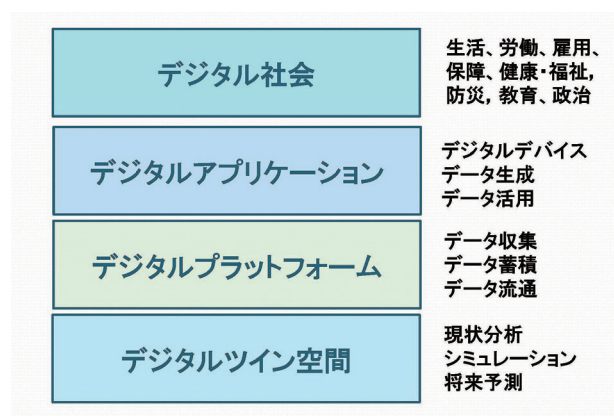 デジタル社会
生活、労働、雇用、
保障、健康・福祉,
防災, 教育、政治
デジタルアプリケーション
デジタルデバイス
データ生成
データ活用
デジタルプラットフォーム
データ収集
データ蓄積
データ流通
デジタルツイン空間
現状分析
シミュレーション
将来予測